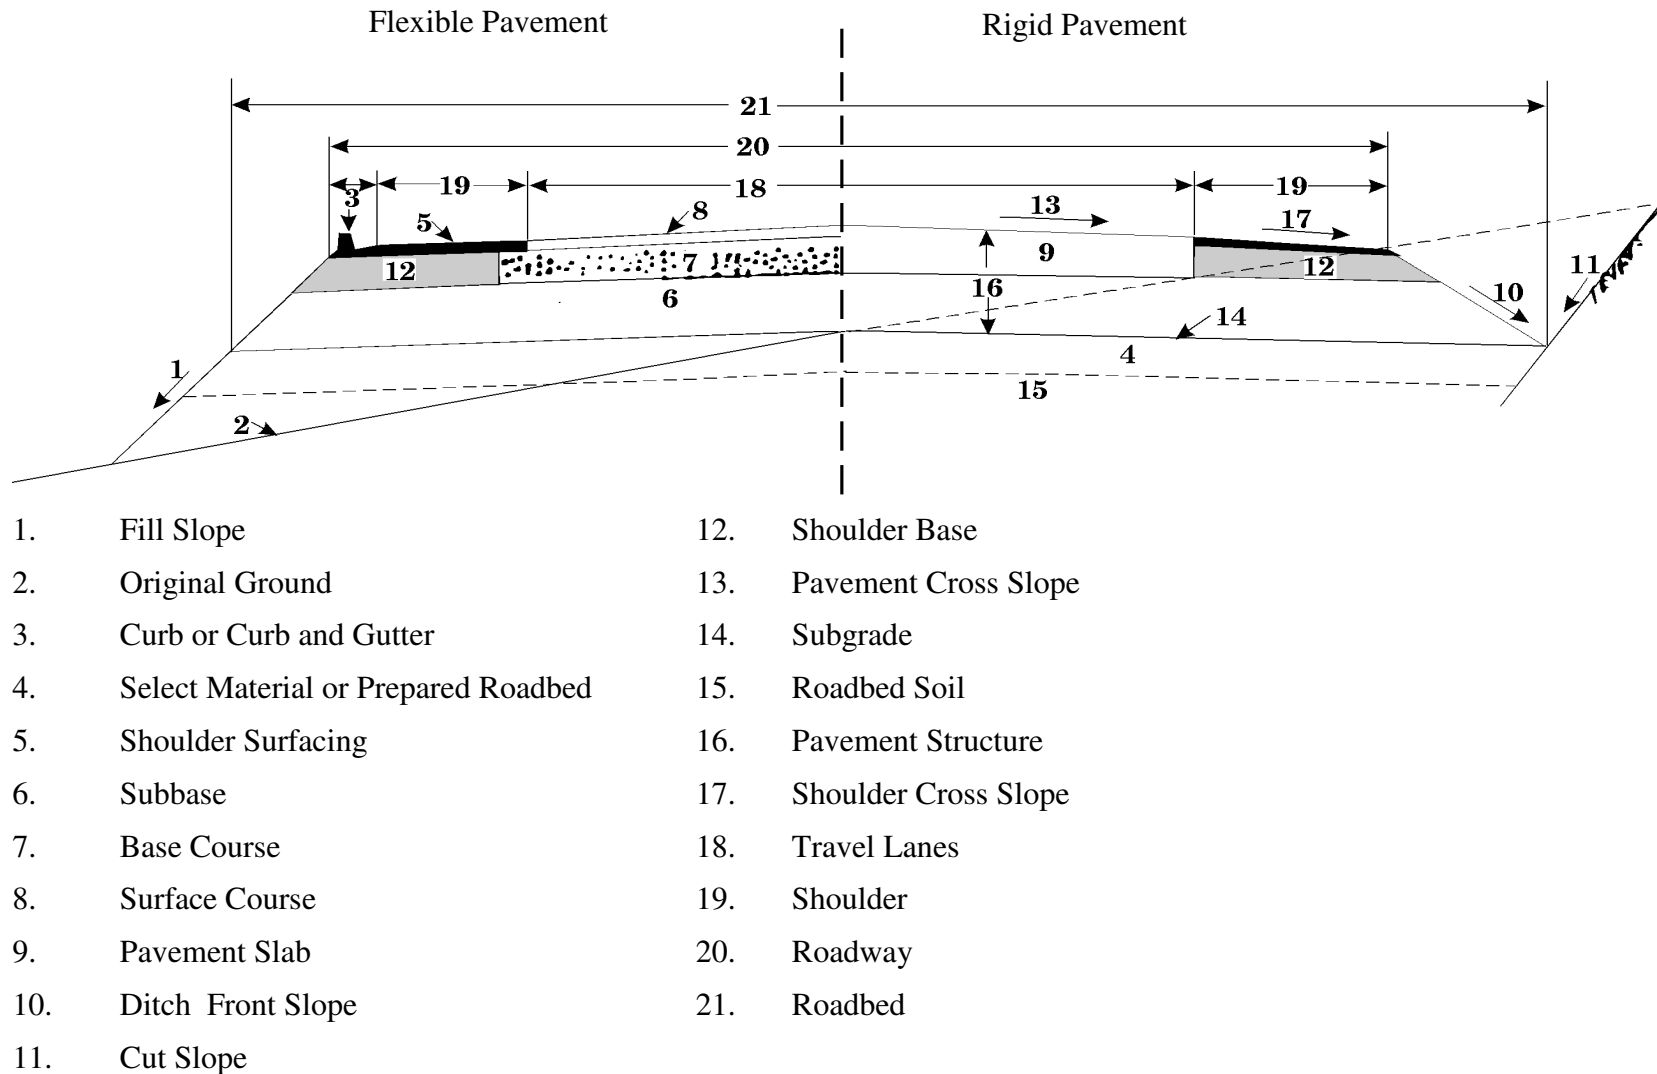 Flexible Pavement
Rigid Pavement
21
20
3
19
18
19
5
8
13
17
12
7
9
12
11
6
16
10
14
4
1
15
2
1. Fill Slope
2. Original Ground
3. Curb or Curb and Gutter
4. Select Material or Prepared Roadbed
5. Shoulder Surfacing
6. Subbase
7. Base Course
8. Surface Course
9. Pavement Slab
10. Ditch Front Slope
11. Cut Slope
12. Shoulder Base
13. Pavement Cross Slope
14. Subgrade
15. Roadbed Soil
16. Pavement Structure
17. Shoulder Cross Slope
18. Travel Lanes
19. Shoulder
20. Roadway
21. Roadbed